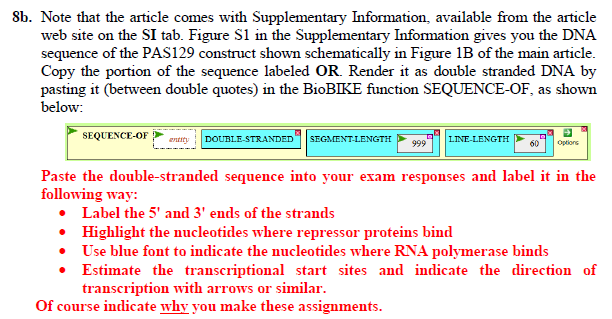 8b. Note that the article comes with Supplementary Information, available from the article
web site on the SI tab. Figure S1 in the Supplementary Information gives you the DNA
sequence of the PAS129 construct shown schematically in Figure 1B of the main article.
Copy the portion of the sequence labeled OR. Render it as double stranded DNA by
pasting it (between double quotes) in the BioBIKE function SEQUENCE-OF, as shown
below:
SEQUENCE-OF entity DOUBLE-STRANDED SEGMENT-LENGTH 999 LINE-LENGTH 60 Options
Paste the double-stranded sequence into your exam responses and label it in the
following way:
• Label the 5' and 3' ends of the strands
• Highlight the nucleotides where repressor proteins bind
• Use blue font to indicate the nucleotides where RNA polymerase binds
• Estimate the transcriptional start sites and indicate the direction of
transcription with arrows or similar.
Of course indicate why you make these assignments.